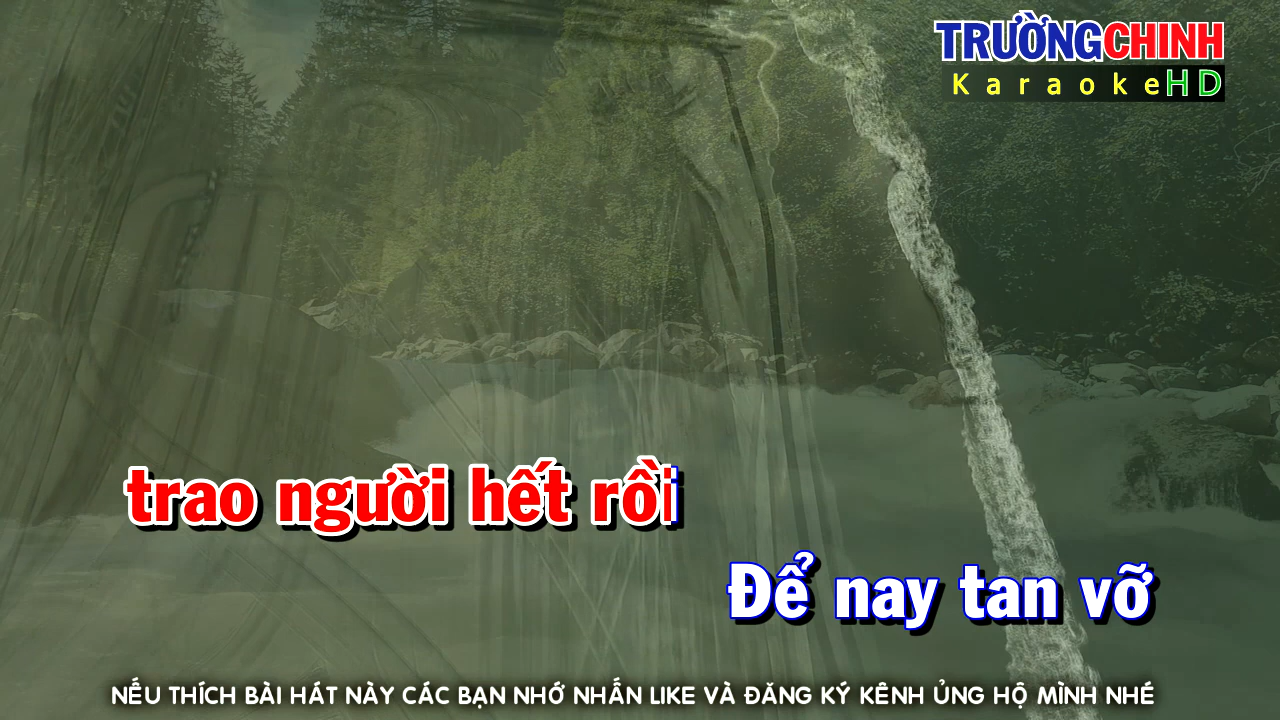 TRƯỜNGCHINH
KaraokeHD
trao người hết rồi
Để nay tan vỡ
NẾU THÍCH BÀI HÁT NÀY CÁC BẠN NHỚ NHẤN LIKE VÀ ĐĂNG KÝ KÊNH ỦNG HỘ MÌNH NHÉ